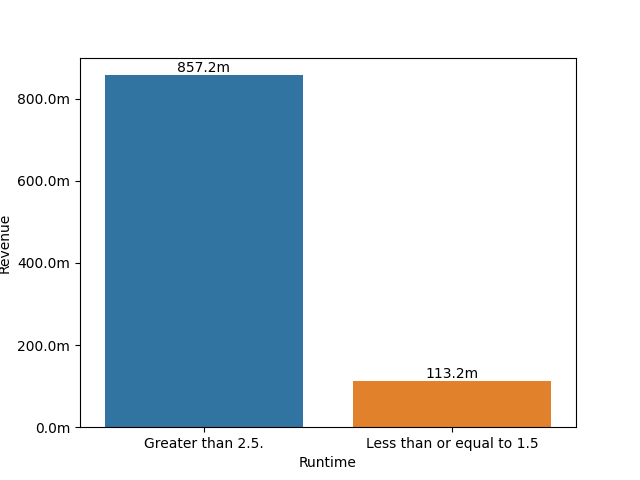 857.2m
800.0m
600.0m
400.0m
200.0m
0.0m
Revenue
113.2m
Greater than 2.5.
Less than or equal to 1.5
Runtime